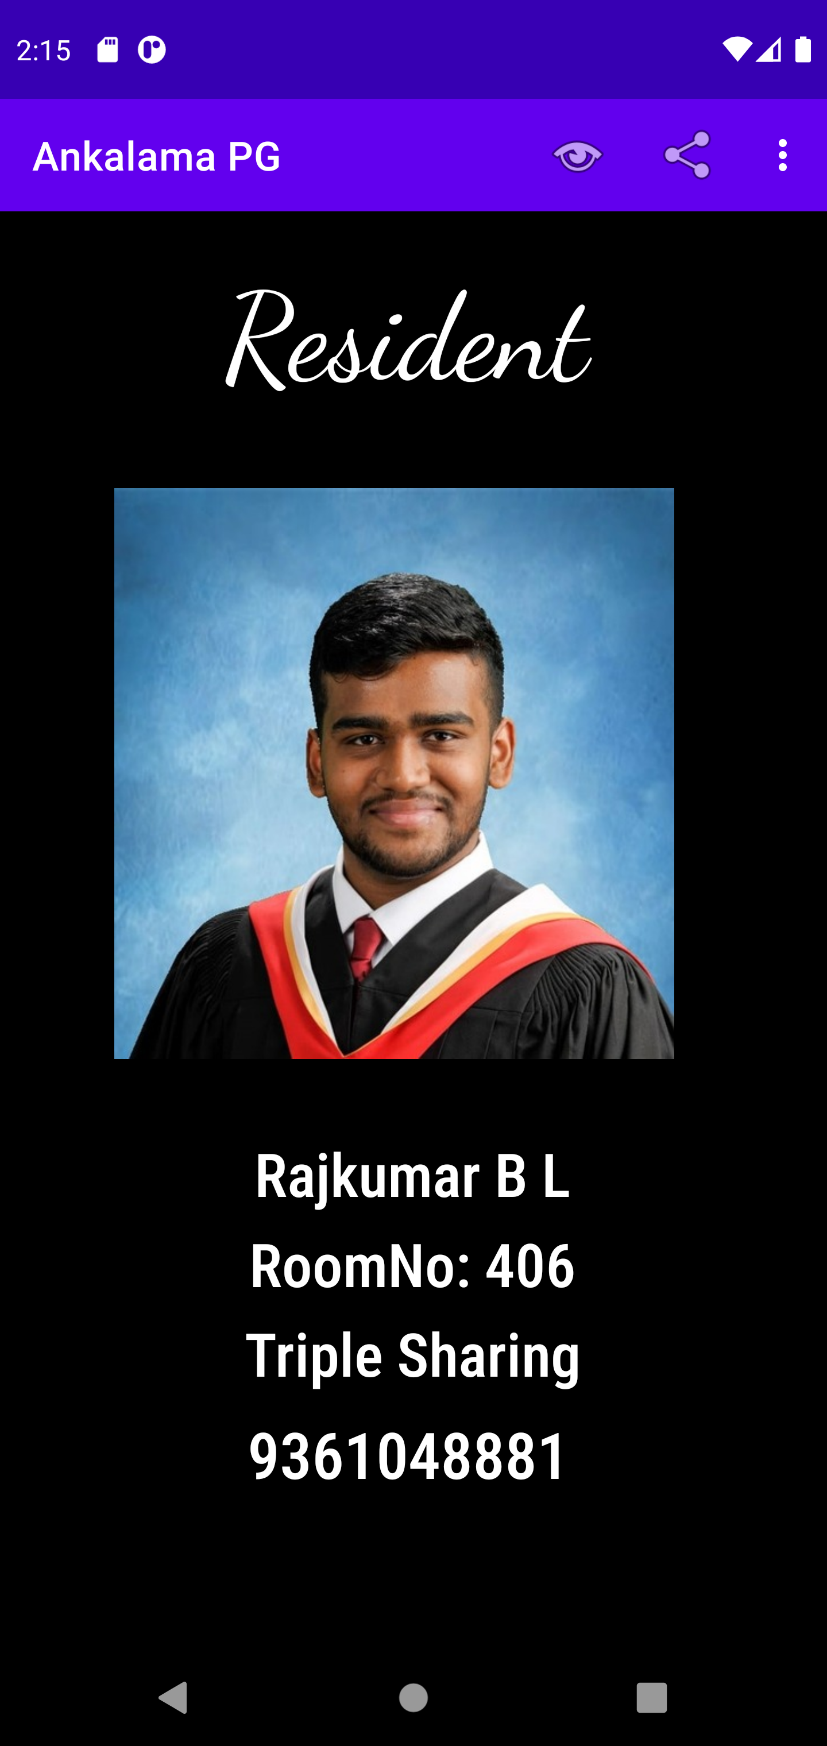 2:15
Ankalama PG
Resident
Rajkumar B L
RoomNo: 406
Triple Sharing
9361048881